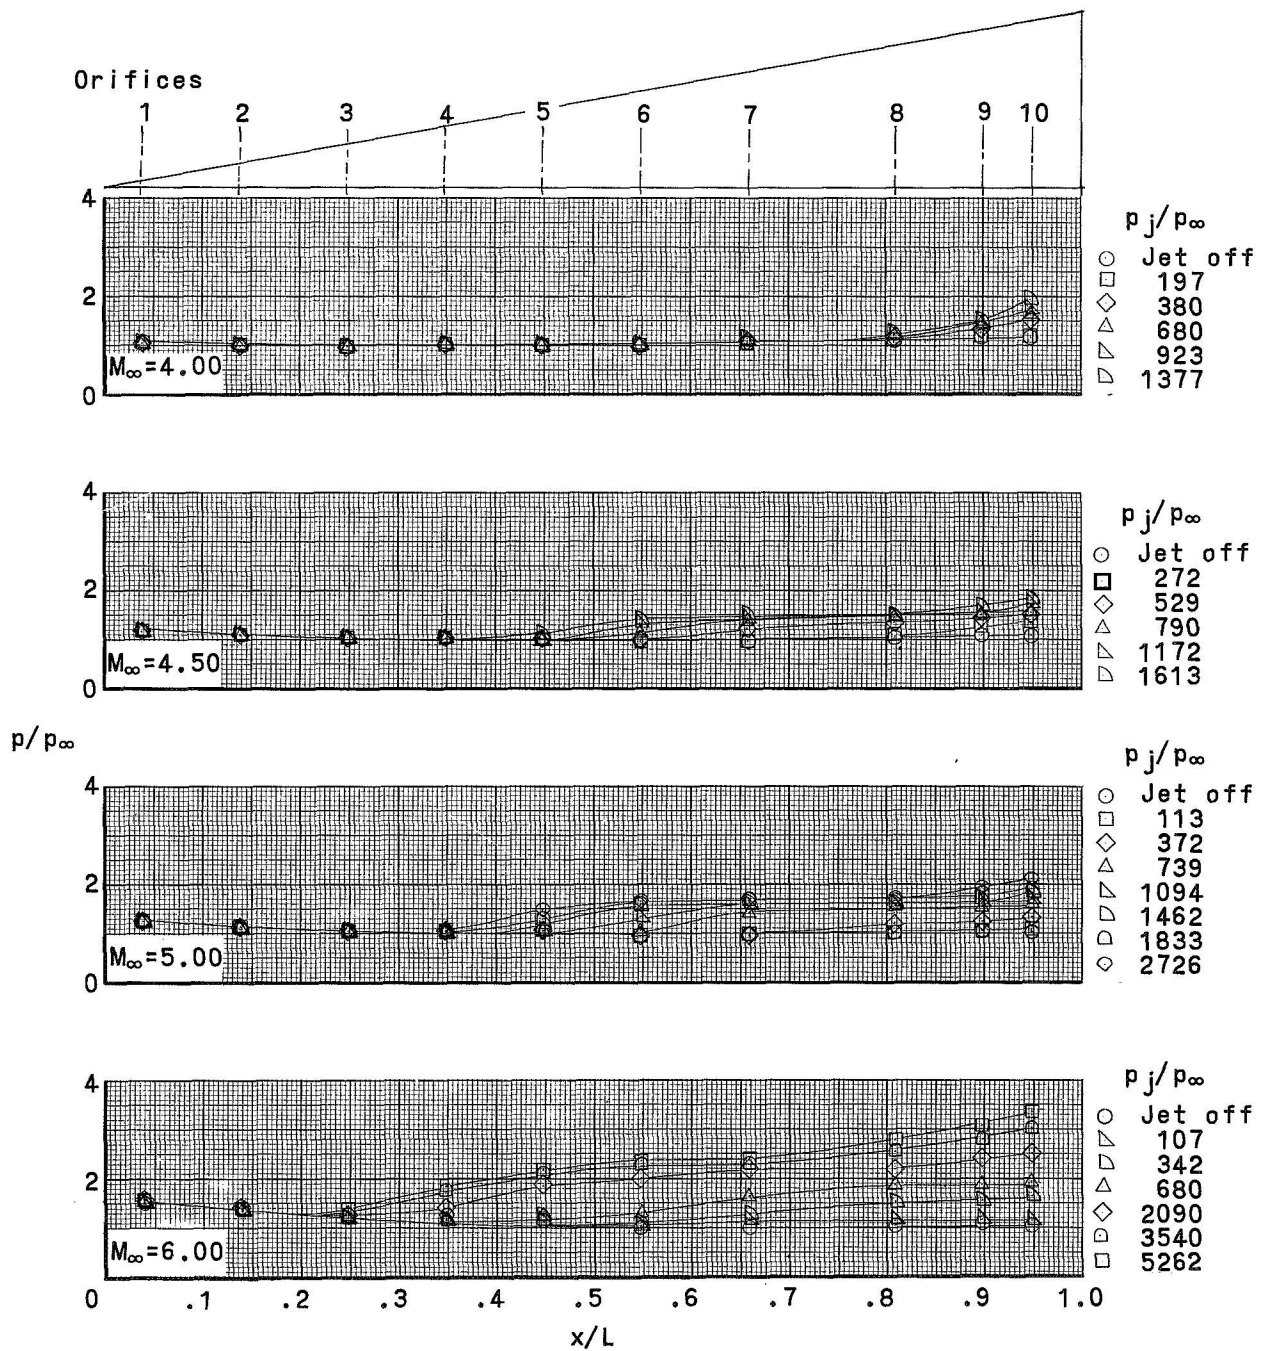 Orifices
1 2 3 4 5 6 7 8 9 10
4
2
0
M∞=4.00
pj/p∞
Jet off
197
380
680
923
1377
4
2
0
M∞=4.50
pj/p∞
Jet off
272
529
790
1172
1613
p/p∞
4
2
0
M∞=5.00
pj/p∞
Jet off
113
372
739
1094
1462
1833
2726
4
2
0
M∞=6.00
pj/p∞
Jet off
107
342
680
2090
3540
5262
0 .1 .2 .3 .4 .5 .6 .7 .8 .9 1.0
x/L